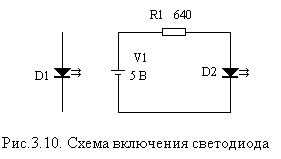 R1 640
V1
D1
5 В
D2
Рис.3.10. Схема включения светодиода